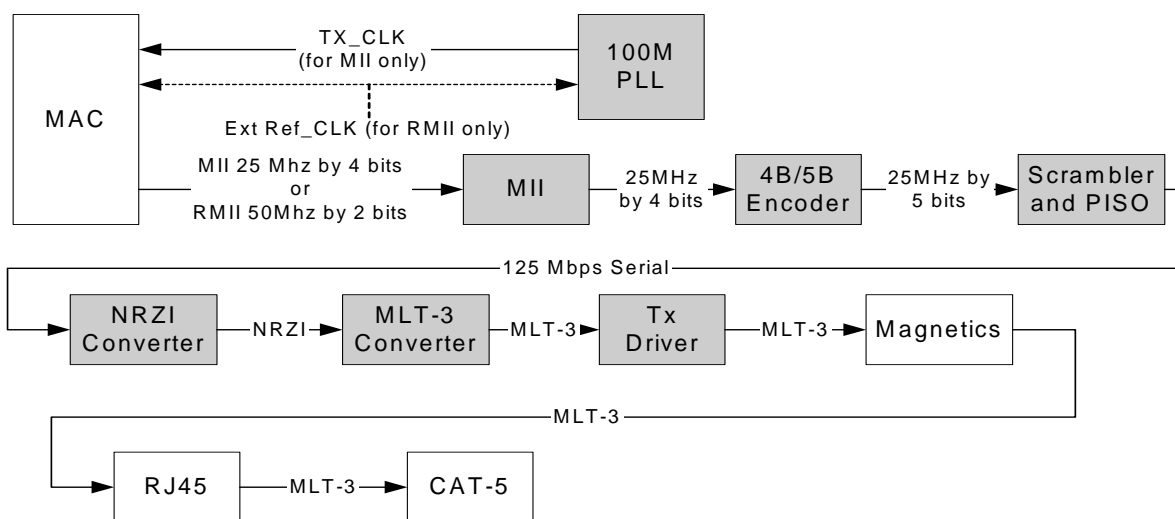 TX_CLK
(for MII only)
100M
PLL
MAC
Ext Ref_CLK (for RMII only)
MII 25 Mhz by 4 bits
or
RMII 50Mhz by 2 bits
MII
25MHz
by 4 bits
4B/5B
Encoder
25MHz by
5 bits
Scrambler
and PISO
125 Mbps Serial
NRZI
Converter
NRZI
MLT-3
Converter
MLT-3
Tx
Driver
MLT-3
Magnetics
MLT-3
RJ45
MLT-3
CAT-5